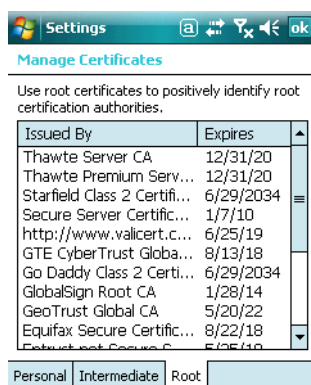 Settings a ok
Manage Certificates
Use root certificates to positively identify root
certification authorities.
Issued By Expires
Thawte Server CA 12/31/20
Thawte Premium Serv... 12/31/20
Starfield Class 2 Certifi... 6/29/2034
Secure Server Certific... 1/7/10
http://www.valicert.c... 6/25/19
GTE CyberTrust Globa... 8/13/18
Go Daddy Class 2 Certi... 6/29/2034
GlobalSign Root CA 1/28/14
GeoTrust Global CA 5/20/22
Equifax Secure Certific... 8/22/18
Personal Intermediate Root